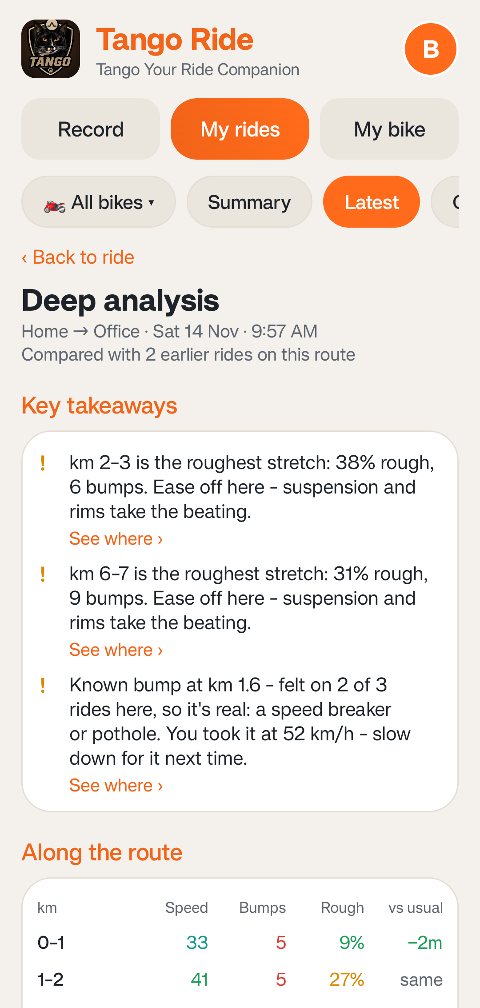 TANGO
Tango Ride
Tango Your Ride Companion
B
Record
My rides
My bike
All bikes ▾
Summary
Latest
‹ Back to ride
Deep analysis
Home → Office · Sat 14 Nov · 9:57 AM
Compared with 2 earlier rides on this route
Key takeaways
! km 2–3 is the roughest stretch: 38% rough,
6 bumps. Ease off here – suspension and
rims take the beating.
See where ›
! km 6–7 is the roughest stretch: 31% rough,
9 bumps. Ease off here – suspension and
rims take the beating.
See where ›
! Known bump at km 1.6 – felt on 2 of 3
rides here, so it's real: a speed breaker
or pothole. You took it at 52 km/h – slow
down for it next time.
See where ›
Along the route
km Speed Bumps Rough vs usual
0–1 33 5 9% −2m
1–2 41 5 27% same